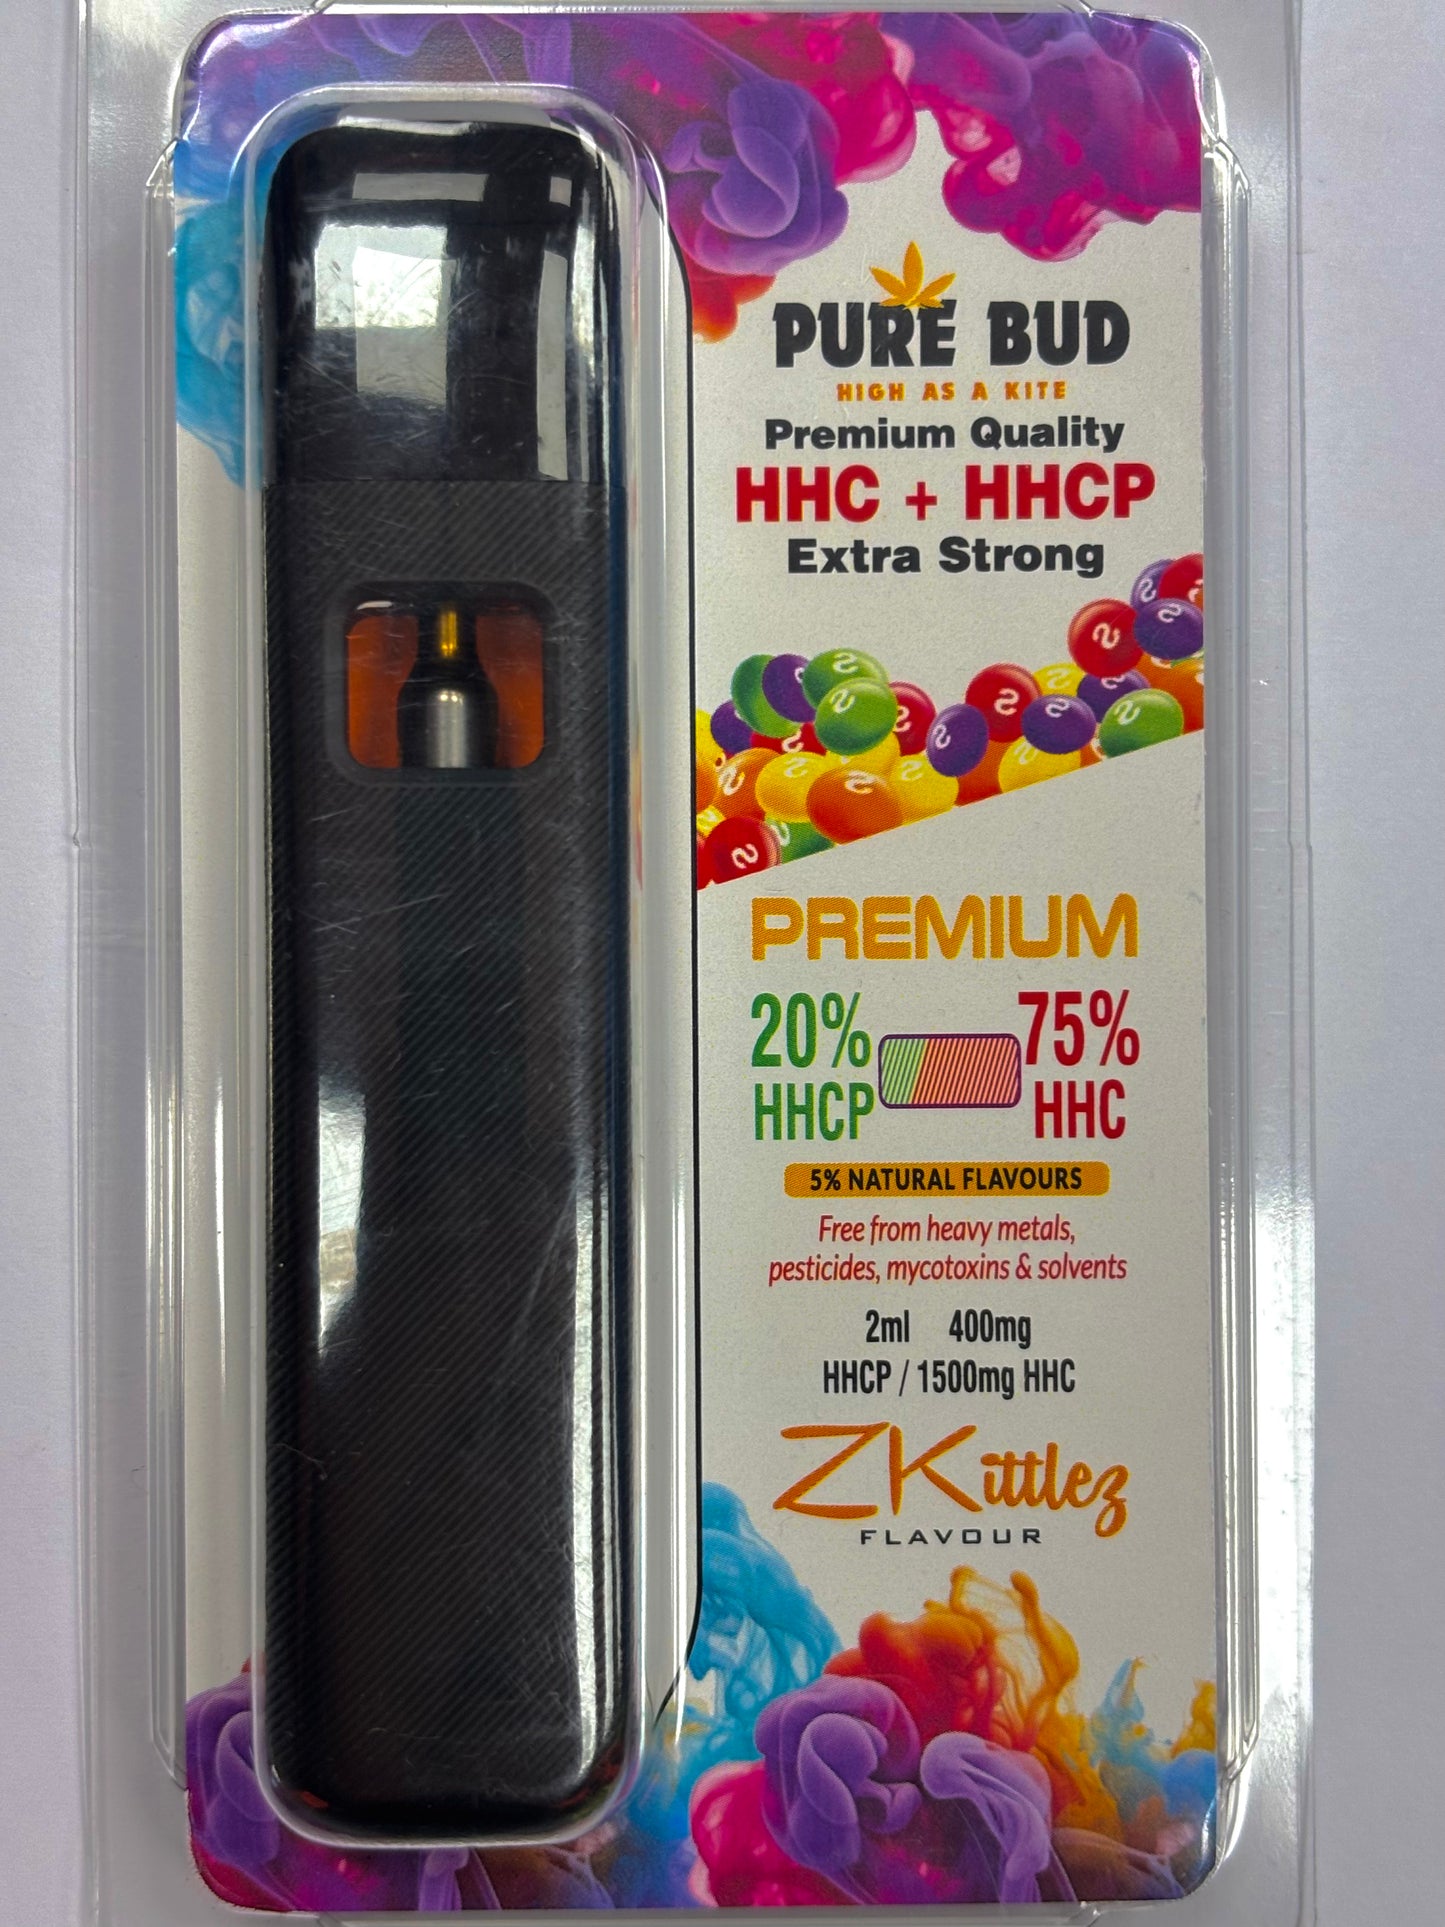 PURE BUD
HIGH AS A KITE
Premium Quality
HHC + HHCP
Extra Strong
S S S S S S S S S S S S S S S
PREMIUM
20% 75%
HHCP HHC
5% NATURAL FLAVOURS
Free from heavy metals,
pesticides, mycotoxins & solvents
2ml 400mg
HHCP / 1500mg HHC
ZKittlez
FLAVOUR